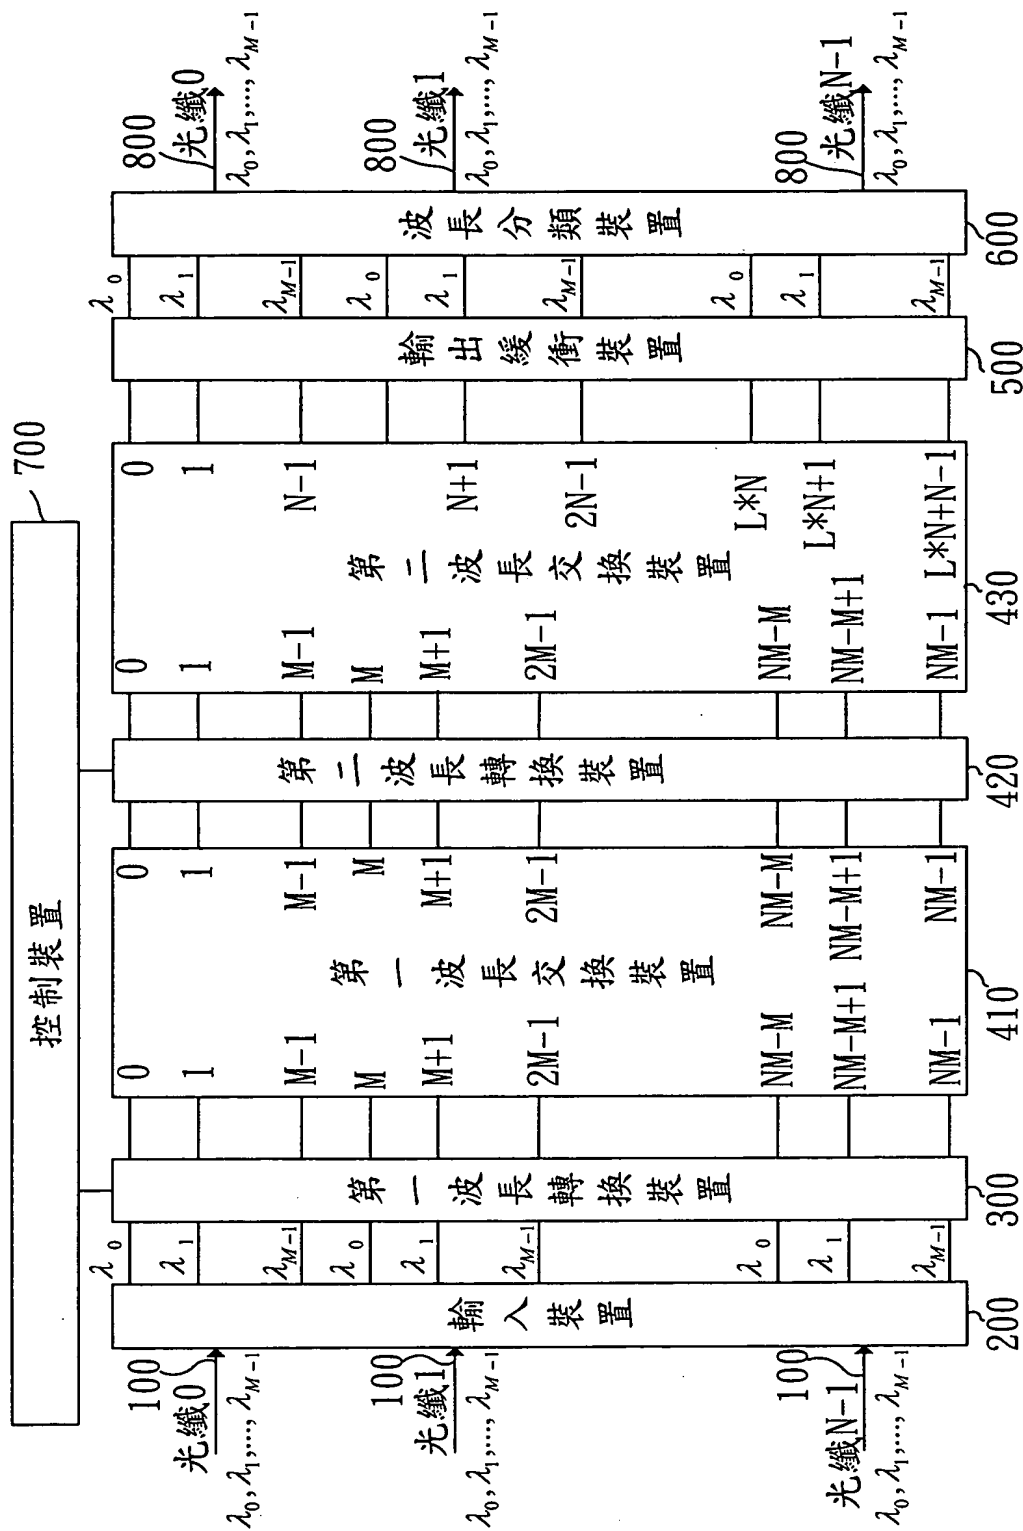 控制裝置
700
100
光纖0
λ0, λ1,..., λM-1
100
光纖1
λ0, λ1,..., λM-1
100
光纖N-1
λ0, λ1,..., λM-1
輸入裝置
200
λ0
λ1
λM-1
λ0
λ1
λM-1
λ0
λ1
λM-1
第一波長轉換裝置
300
0
1
M-1
M
M+1
2M-1
NM-M
NM-M+1
NM-1
第一波長交換裝置
0
1
M-1
M
M+1
2M-1
NM-M
NM-M+1
NM-1
410
第二波長轉換裝置
420
0
1
M-1
M
M+1
2M-1
NM-M
NM-M+1
NM-1
第二波長交換裝置
0
1
N-1
N+1
2N-1
L*N
L*N+1
L*N+N-1
430
輸出緩衝裝置
500
λ0
λ1
λM-1
λ0
λ1
λM-1
λ0
λ1
λM-1
波長分類裝置
600
800
光纖0
λ0, λ1,..., λM-1
800
光纖1
λ0, λ1,..., λM-1
800
光纖N-1
λ0, λ1,..., λM-1